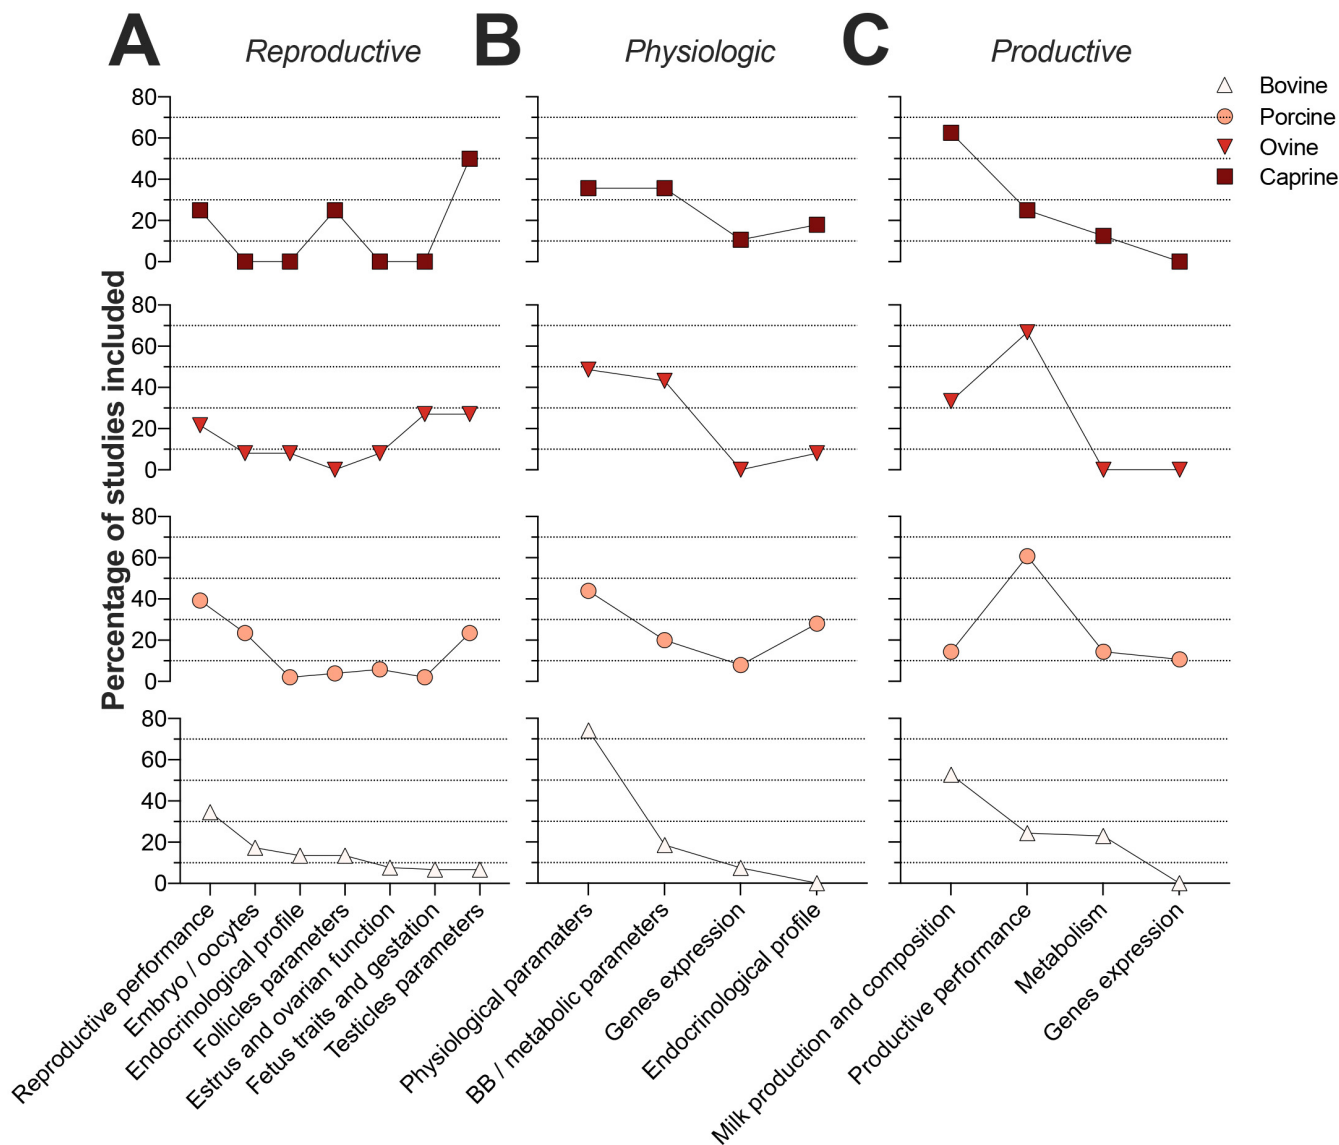 A Reproductive
B Physiologic
C Productive
Bovine
Porcine
Ovine
Caprine
Percentage of studies included
80
60
40
20
0
80
60
40
20
0
80
60
40
20
0
80
60
40
20
0
Reproductive performance
Embryo / oocytes
Endocrinological profile
Follicles parameters
Estrus and ovarian function
Fetus traits and gestation
Testicles parameters
Physiological paramaters
BB / metabolic parameters
Genes expression
Endocrinological profile
Milk production and composition
Productive performance
Metabolism
Genes expression